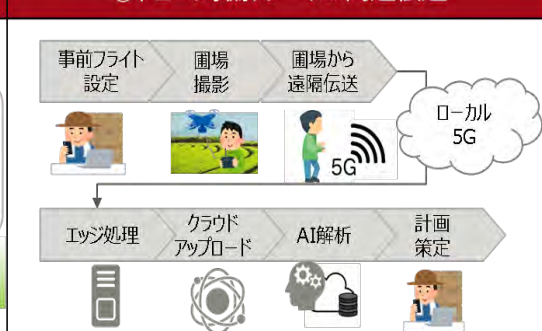 事前フライト
設定
圃場
撮影
圃場から
遠隔伝送
5G
ローカル
5G
エッジ処理
クラウド
アップロード
AI解析
計画
策定